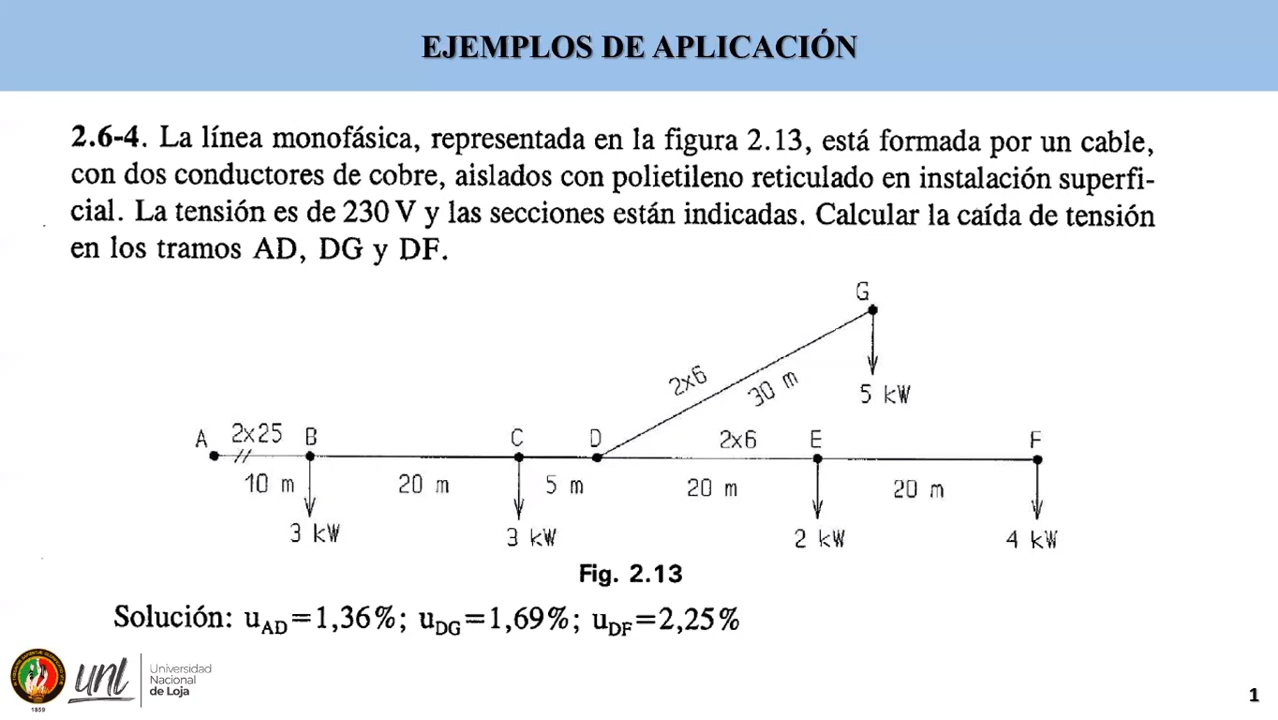 EJEMPLOS DE APLICACIÓN
2.6-4. La línea monofásica, representada en la figura 2.13, está formada por un cable,
con dos conductores de cobre, aislados con polietileno reticulado en instalación superfi-
cial. La tensión es de 230 V y las secciones están indicadas. Calcular la caída de tensión
en los tramos AD, DG y DF.
G
2x6
30 m
5 kW
A 2x25 B C D 2x6 E F
10 m 20 m 5 m 20 m 20 m
3 kW 3 kW 2 kW 4 kW
Fig. 2.13
Solución: uAD=1,36%; uDG=1,69%; uDF=2,25%
unl
Universidad
Nacional
de Loja
1859
1